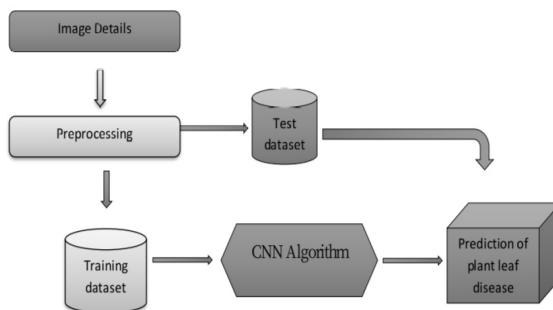 Image Details
Preprocessing
Test
dataset
Training
dataset
CNN Algorithm
Prediction of
plant leaf
disease